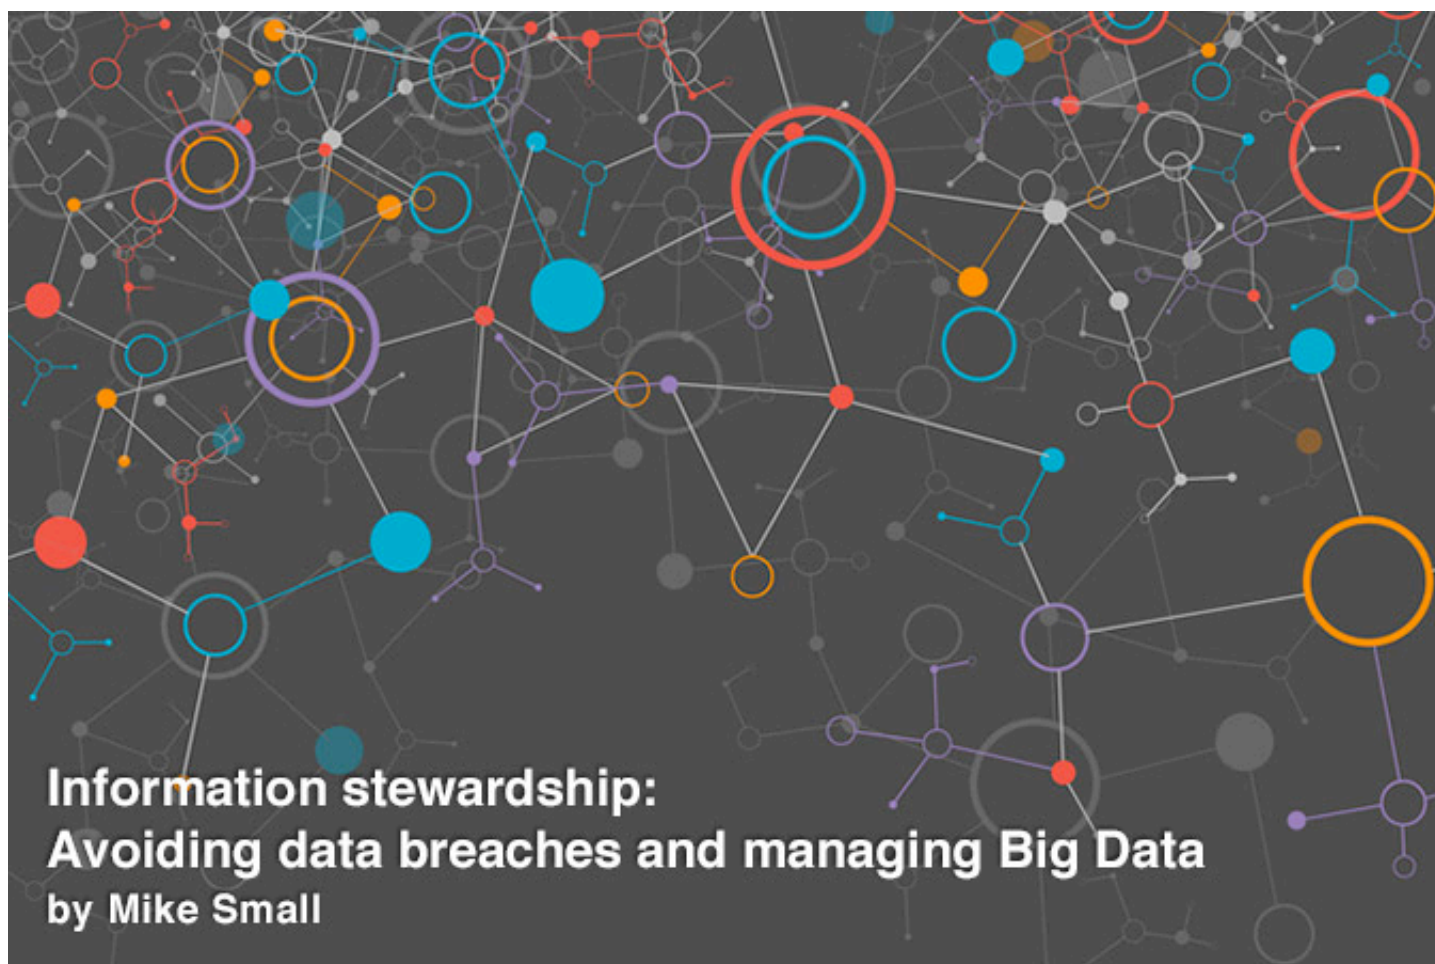 Information stewardship:
Avoiding data breaches and managing Big Data
by Mike Small